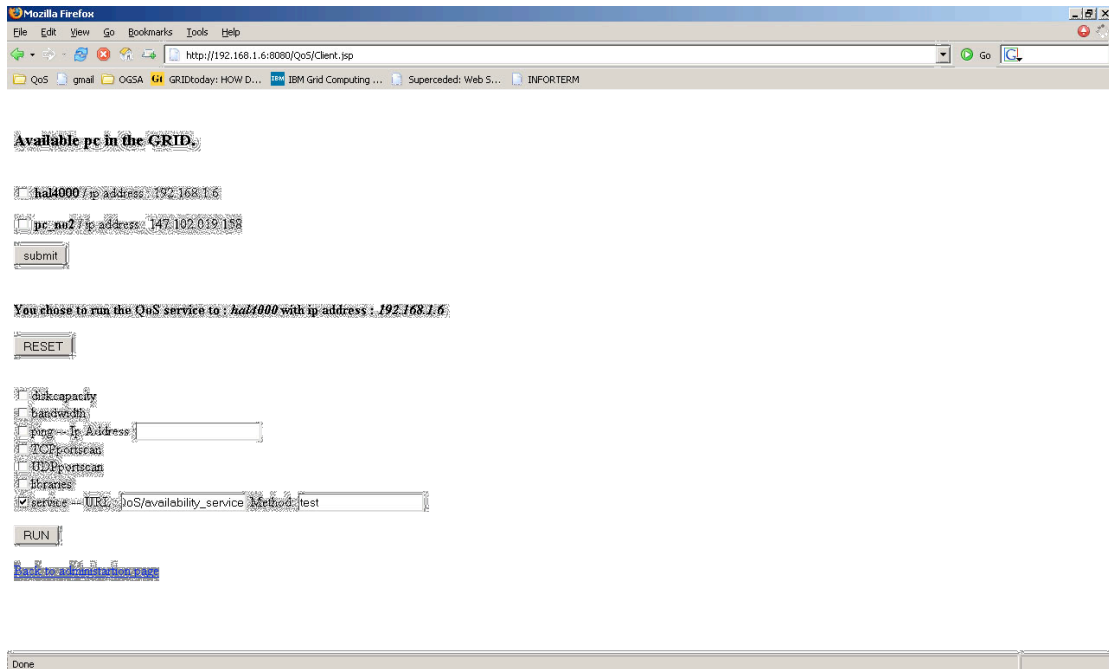 Mozilla Firefox
File Edit View Go Bookmarks Tools Help
http://192.168.1.6:8080/QoS/Client.jsp Go
QoS gmail OGSA GRIDtoday: HOW D... IBM Grid Computing ... Superceded: Web S... INFORTERM
Available pc in the GRID.
hal4000 / ip address : 192.168.1.6
pc_no2 / ip address : 147.102.019.158
submit
You chose to run the QoS service to : hal4000 with ip address : 192.168.1.6
RESET
diskcapacity
bandwidth
ping -- Ip Address
TCPportscan
UDPportscan
libraries
service -- URL: QoS/availability_service Method: test
RUN
Back to administartion page
Done